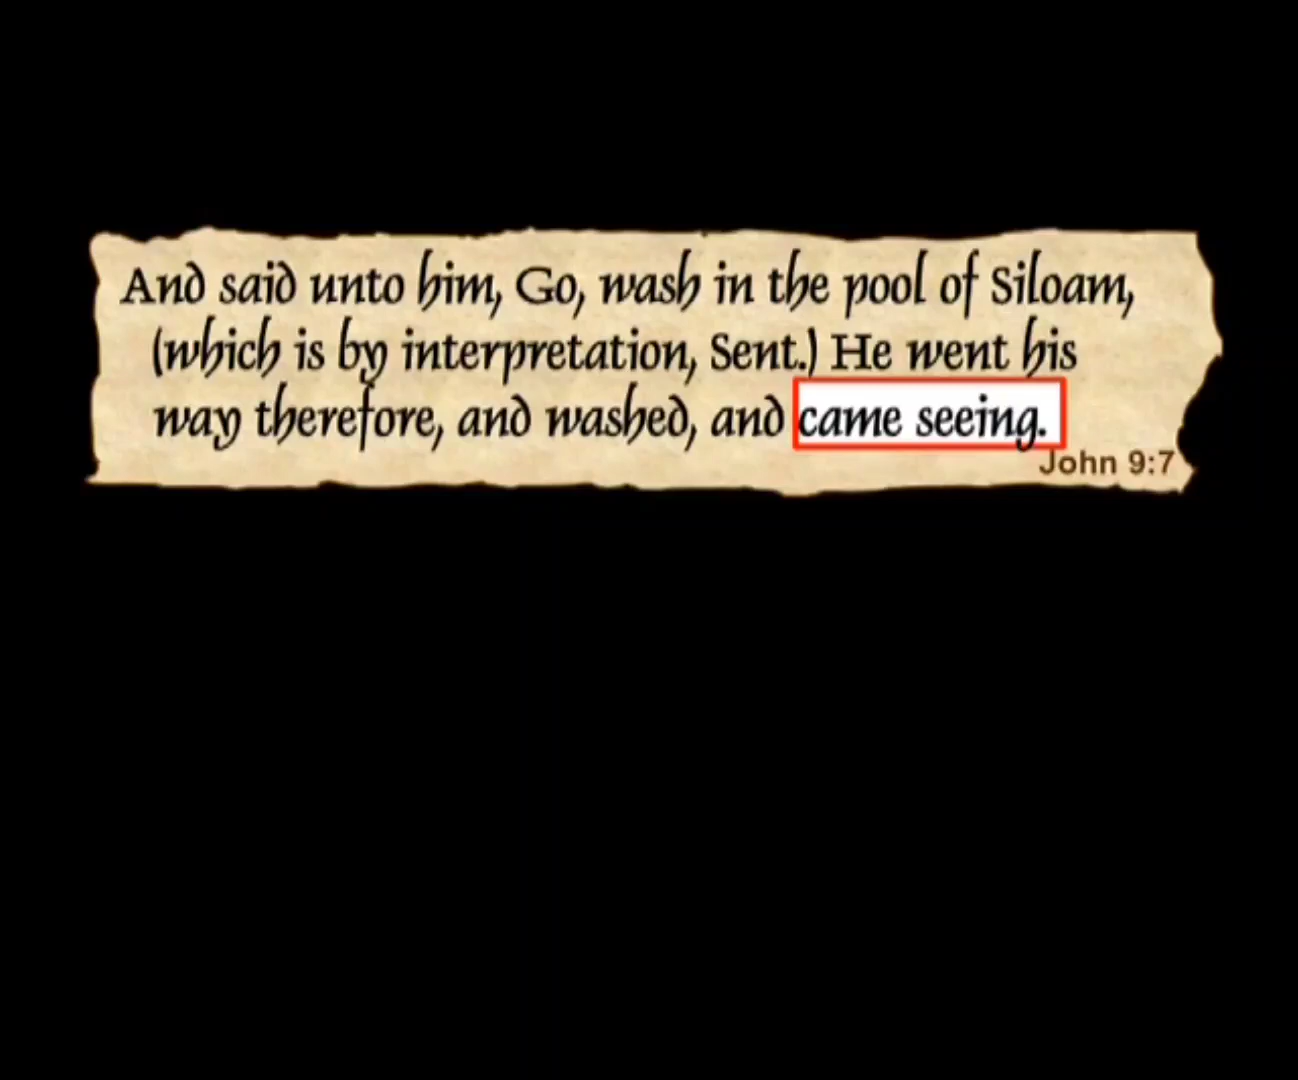 And said unto him, Go, wash in the pool of Siloam,
(which is by interpretation, Sent.) He went his
way therefore, and washed, and came seeing.
John 9:7